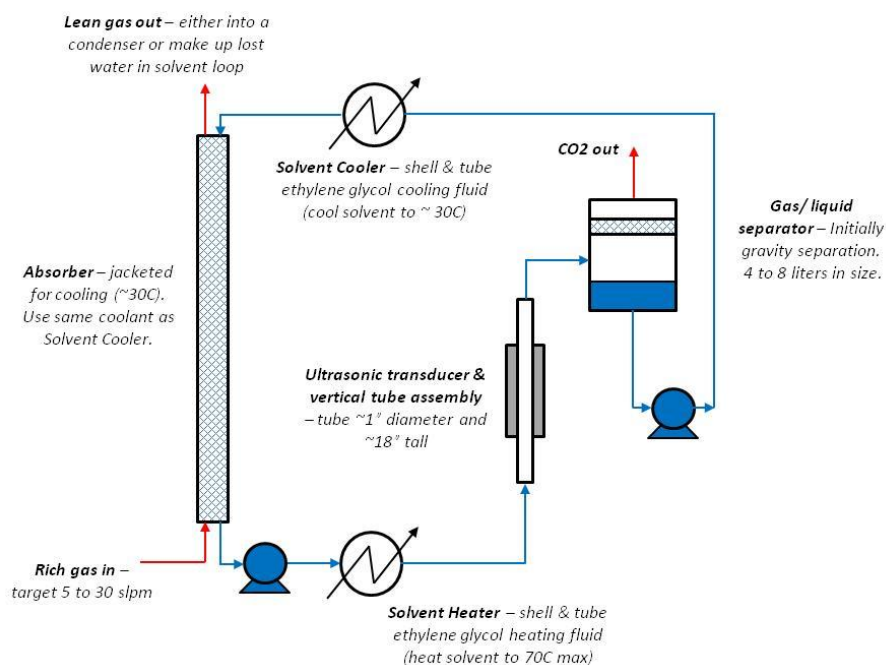 Lean gas out – either into a
condenser or make up lost
water in solvent loop
Solvent Cooler – shell & tube
ethylene glycol cooling fluid
(cool solvent to ~ 30C)
CO2 out
Gas/ liquid
separator – Initially
gravity separation.
4 to 8 liters in size.
Absorber – jacketed
for cooling (~30C).
Use same coolant as
Solvent Cooler.
Ultrasonic transducer &
vertical tube assembly
– tube ~1" diameter and
~18" tall
Rich gas in –
target 5 to 30 slpm
Solvent Heater – shell & tube
ethylene glycol heating fluid
(heat solvent to 70C max)